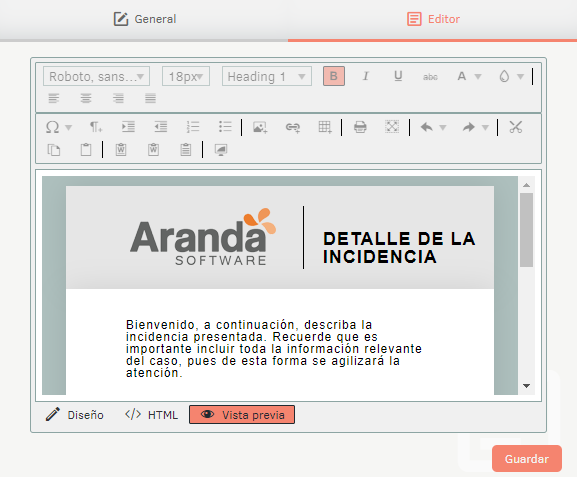 General
Editor
Roboto, sans... 18px Heading 1 B I U abc A
Aranda
SOFTWARE
DETALLE DE LA
INCIDENCIA
Bienvenido, a continuación, describa la
incidencia presentada. Recuerde que es
importante incluir toda la información relevante
del caso, pues de esta forma se agilizará la
atención.
Diseño </> HTML Vista previa
Guardar